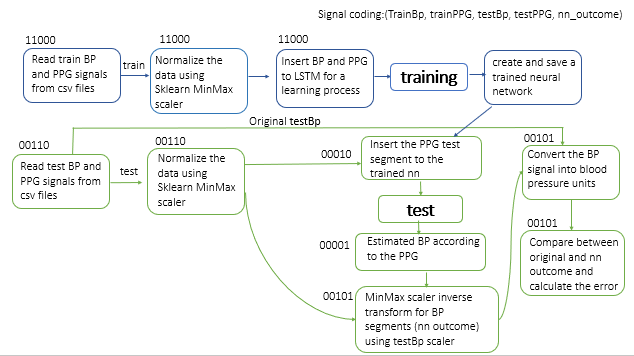 Signal coding:(TrainBp, trainPPG, testBp, testPPG, nn_outcome)
11000
Read train BP
and PPG signals
from csv files
train
11000
Normalize the
data using
Sklearn MinMax
scaler
11000
Insert BP and PPG
to LSTM for a
learning process
training
create and save a
trained neural
network
Original testBp
00110
Read test BP and
PPG signals from
csv files
test
00110
Normalize the
data using
Sklearn MinMax
scaler
00010
Insert the PPG test
segment to the
trained nn
test
00001
Estimated BP according
to the PPG
00101
MinMax scaler inverse
transform for BP
segments (nn outcome)
using testBp scaler
00101
Convert the BP
signal into blood
pressure units
00101
Compare between
original and nn
outcome and
calculate the error